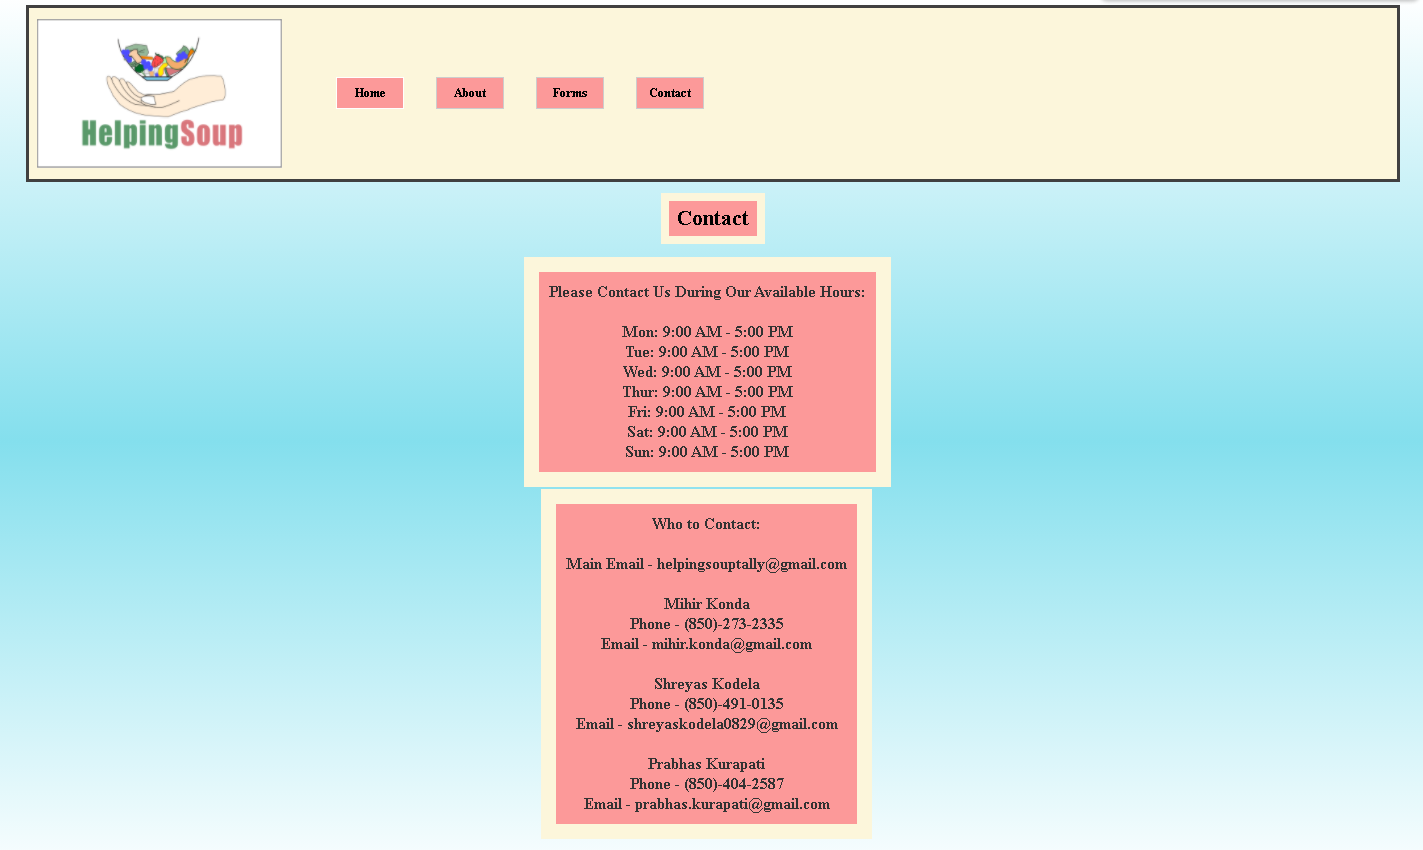 HelpingSoup
Home
About
Forms
Contact
Contact
Please Contact Us During Our Available Hours:
Mon: 9:00 AM - 5:00 PM
Tue: 9:00 AM - 5:00 PM
Wed: 9:00 AM - 5:00 PM
Thur: 9:00 AM - 5:00 PM
Fri: 9:00 AM - 5:00 PM
Sat: 9:00 AM - 5:00 PM
Sun: 9:00 AM - 5:00 PM
Who to Contact:
Main Email - helpingsouptally@gmail.com
Mihir Konda
Phone - (850)-273-2335
Email - mihir.konda@gmail.com
Shreyas Kodela
Phone - (850)-491-0135
Email - shreyaskodela0829@gmail.com
Prabhas Kurapati
Phone - (850)-404-2587
Email - prabhas.kurapati@gmail.com